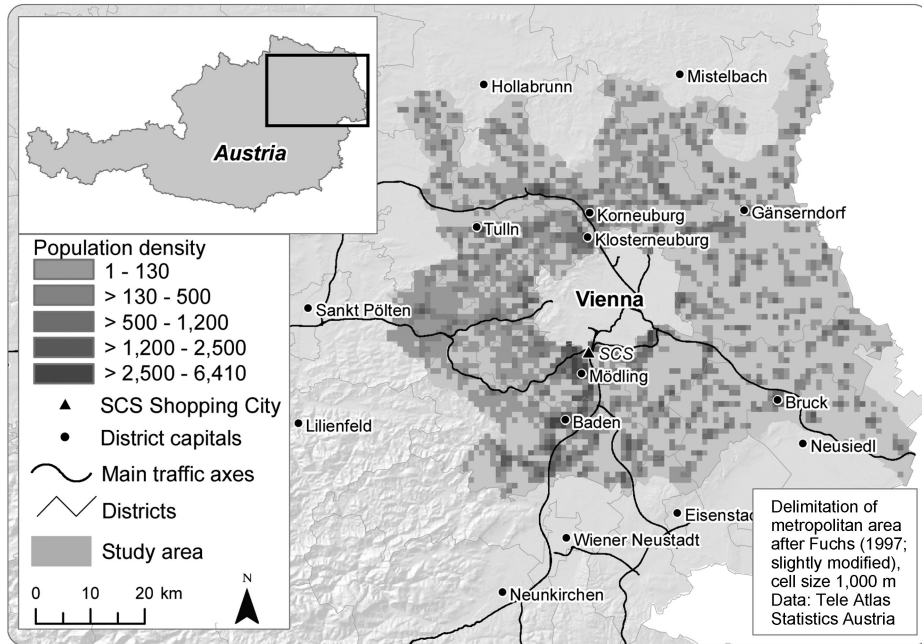 Austria
Hollabrunn
Mistelbach
Korneuburg
Gänserndorf
Tulln
Klosterneuburg
Population density
1 - 130
> 130 - 500
> 500 - 1,200
> 1,200 - 2,500
> 2,500 - 6,410
SCS Shopping City
District capitals
Main traffic axes
Districts
Study area
0 10 20 km
N
Vienna
Sankt Pölten
SCS
Mödling
Bruck
Baden
Lilienfeld
Neusiedl
Eisenstad
Wiener Neustadt
Neunkirchen
Delimitation of
metropolitan area
after Fuchs (1997;
slightly modified),
cell size 1,000 m
Data: Tele Atlas
Statistics Austria